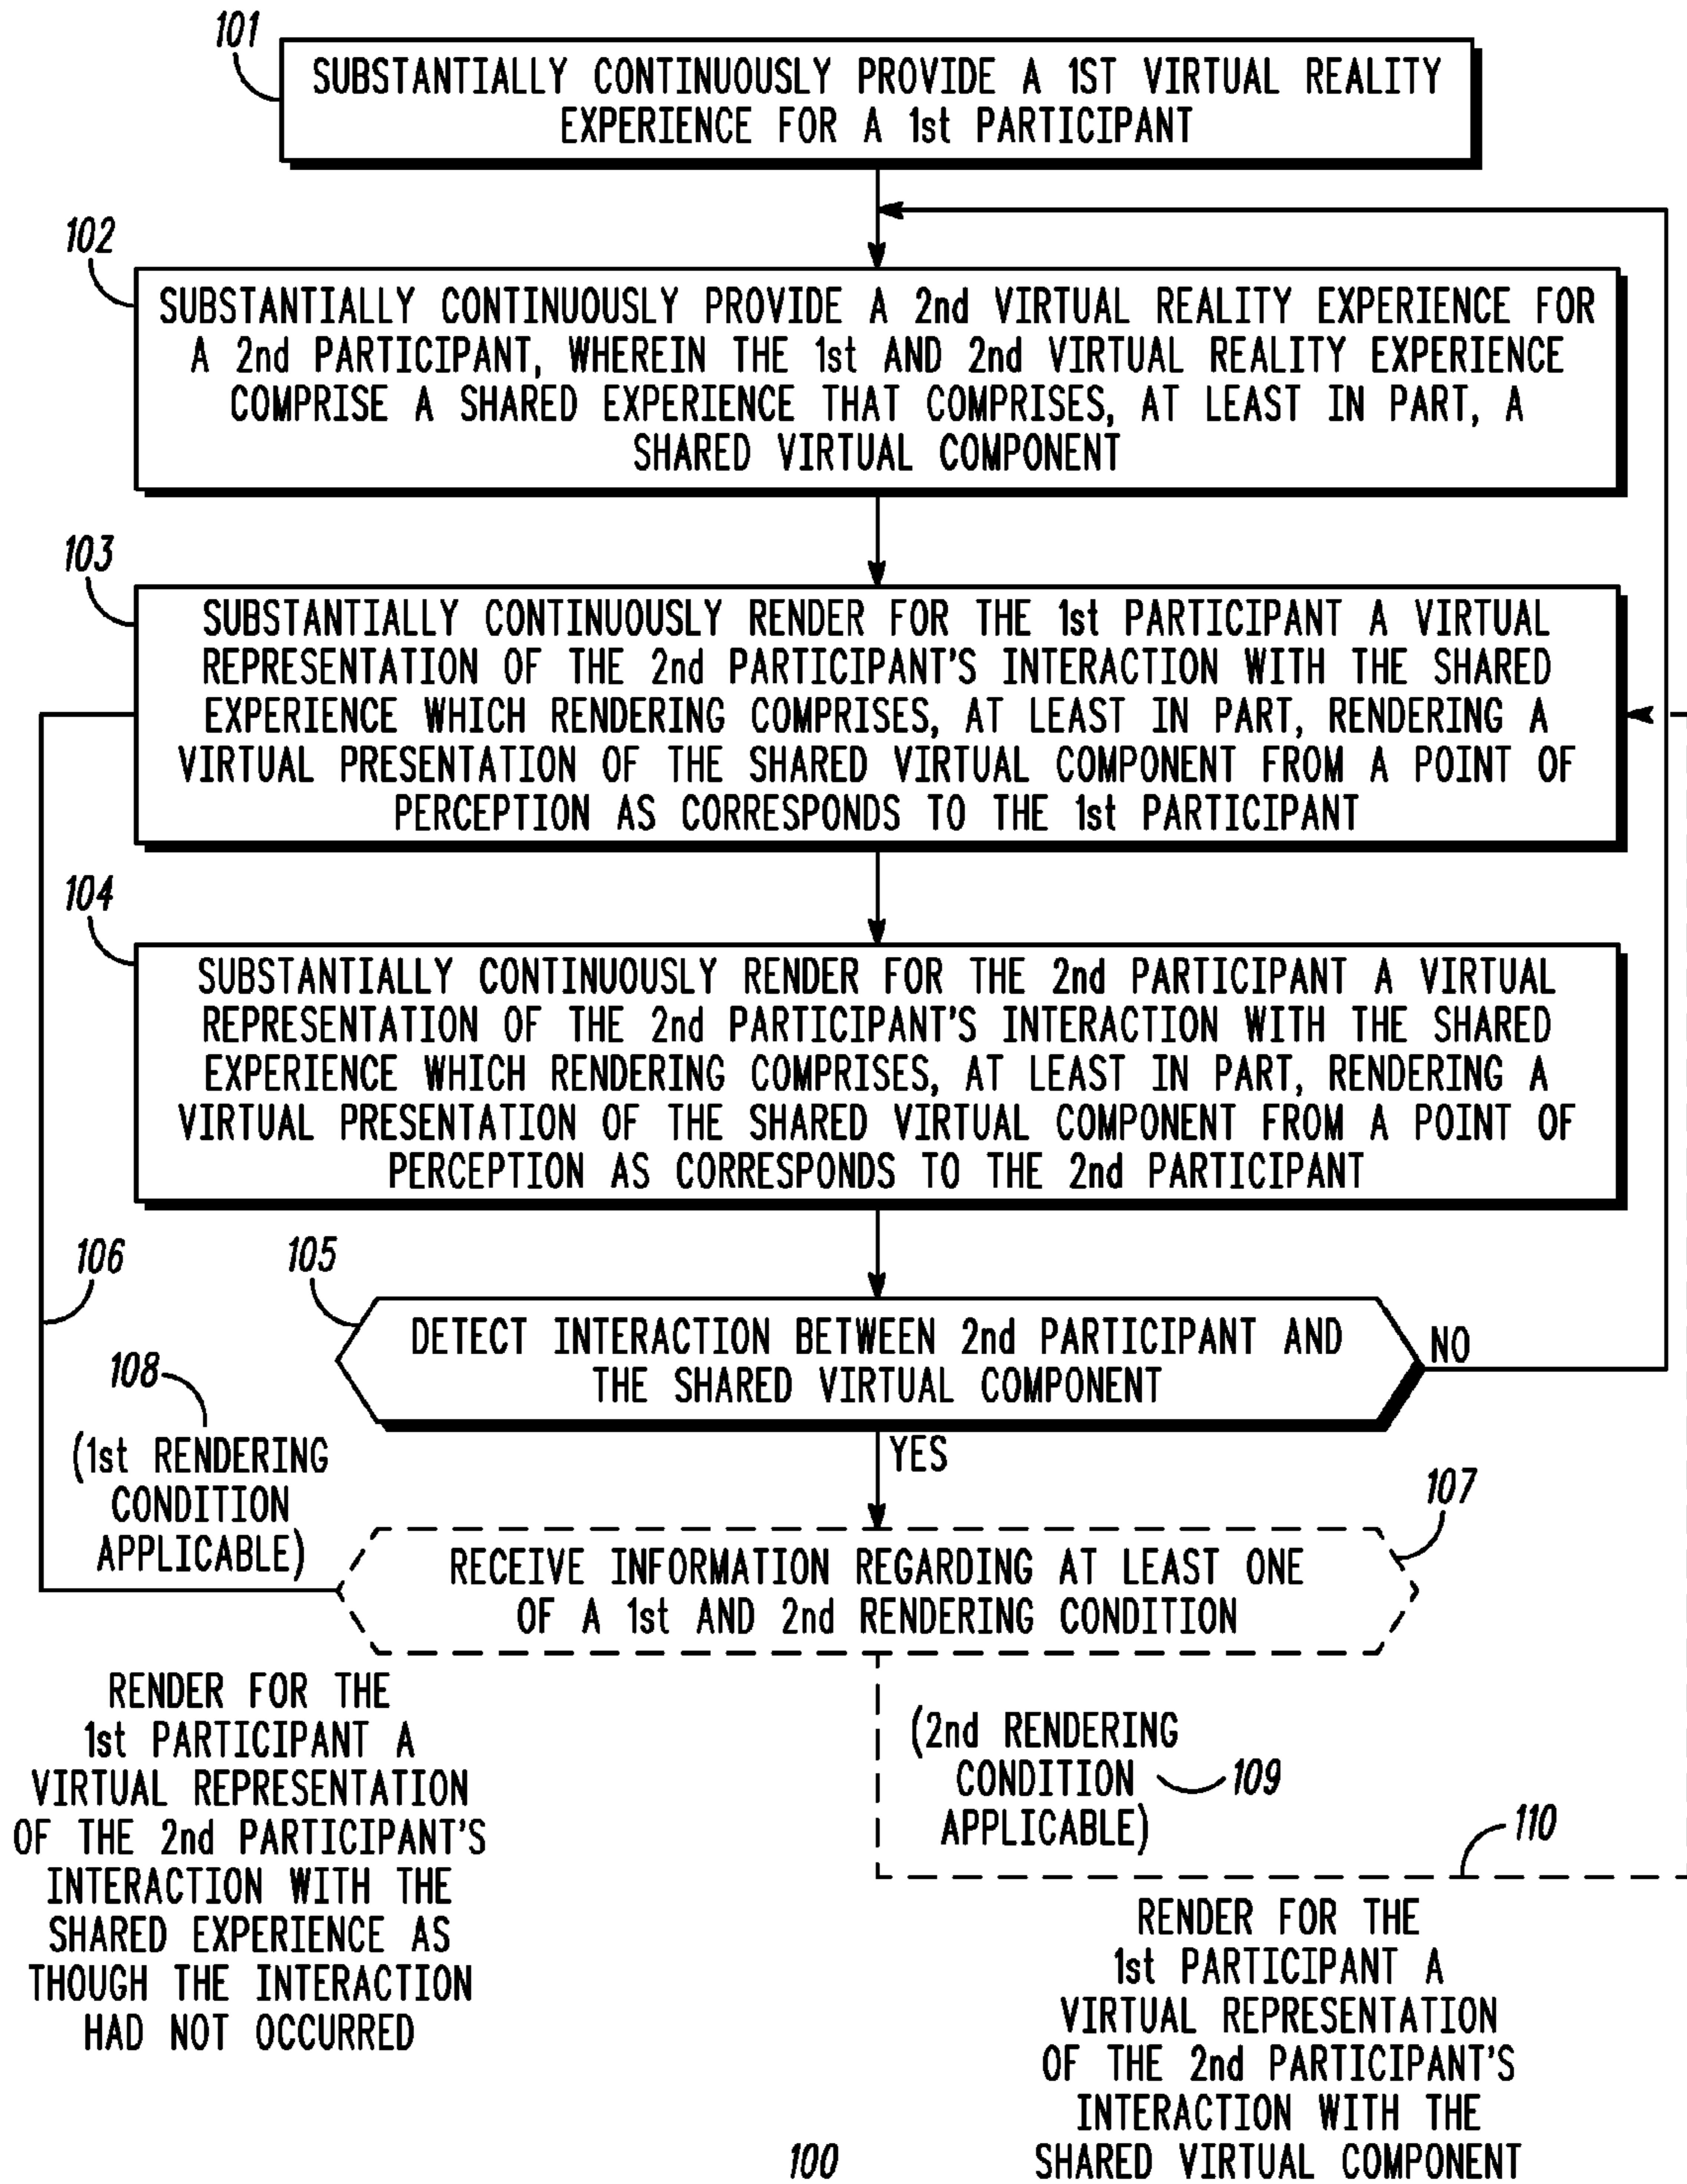 101
SUBSTANTIALLY CONTINUOUSLY PROVIDE A 1ST VIRTUAL REALITY
EXPERIENCE FOR A 1st PARTICIPANT
102
SUBSTANTIALLY CONTINUOUSLY PROVIDE A 2nd VIRTUAL REALITY EXPERIENCE FOR
A 2nd PARTICIPANT, WHEREIN THE 1st AND 2nd VIRTUAL REALITY EXPERIENCE
COMPRISE A SHARED EXPERIENCE THAT COMPRISES, AT LEAST IN PART, A
SHARED VIRTUAL COMPONENT
103
SUBSTANTIALLY CONTINUOUSLY RENDER FOR THE 1st PARTICIPANT A VIRTUAL
REPRESENTATION OF THE 2nd PARTICIPANT'S INTERACTION WITH THE SHARED
EXPERIENCE WHICH RENDERING COMPRISES, AT LEAST IN PART, RENDERING A
VIRTUAL PRESENTATION OF THE SHARED VIRTUAL COMPONENT FROM A POINT OF
PERCEPTION AS CORRESPONDS TO THE 1st PARTICIPANT
104
SUBSTANTIALLY CONTINUOUSLY RENDER FOR THE 2nd PARTICIPANT A VIRTUAL
REPRESENTATION OF THE 2nd PARTICIPANT'S INTERACTION WITH THE SHARED
EXPERIENCE WHICH RENDERING COMPRISES, AT LEAST IN PART, RENDERING A
VIRTUAL PRESENTATION OF THE SHARED VIRTUAL COMPONENT FROM A POINT OF
PERCEPTION AS CORRESPONDS TO THE 2nd PARTICIPANT
106
105
DETECT INTERACTION BETWEEN 2nd PARTICIPANT AND
THE SHARED VIRTUAL COMPONENT
NO
YES
108
(1st RENDERING
CONDITION
APPLICABLE)
107
RECEIVE INFORMATION REGARDING AT LEAST ONE
OF A 1st AND 2nd RENDERING CONDITION
RENDER FOR THE
1st PARTICIPANT A
VIRTUAL REPRESENTATION
OF THE 2nd PARTICIPANT'S
INTERACTION WITH THE
SHARED EXPERIENCE AS
THOUGH THE INTERACTION
HAD NOT OCCURRED
(2nd RENDERING
CONDITION
APPLICABLE)
109
110
RENDER FOR THE
1st PARTICIPANT A
VIRTUAL REPRESENTATION
OF THE 2nd PARTICIPANT'S
INTERACTION WITH THE
SHARED VIRTUAL COMPONENT
100